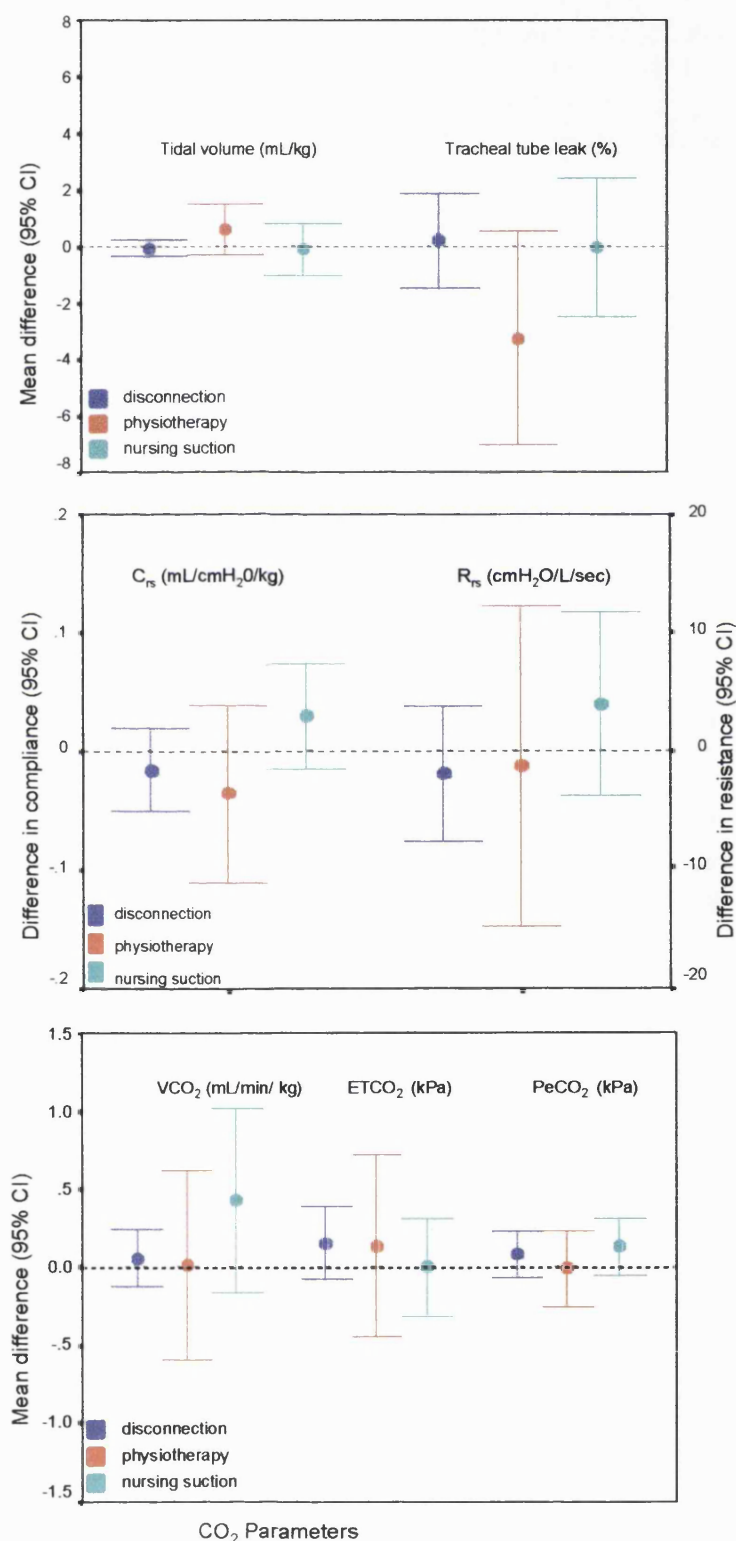 8
6
4
2
0
-2
-4
-6
-8
Mean difference (95% CI)
Tidal volume (mL/kg)
Tracheal tube leak (%)
disconnection
physiotherapy
nursing suction
.2
.1
0
-.1
-.2
Difference in compliance (95% CI)
C_rs (mL/cmH₂0/kg)
R_rs (cmH₂O/L/sec)
20
10
0
-10
-20
Difference in resistance (95% CI)
disconnection
physiotherapy
nursing suction
1.5
1.0
.5
0.0
-.5
-1.0
-1.5
Mean difference (95% CI)
VCO₂ (mL/min/ kg)
ETCO₂ (kPa)
PeCO₂ (kPa)
disconnection
physiotherapy
nursing suction
CO₂ Parameters